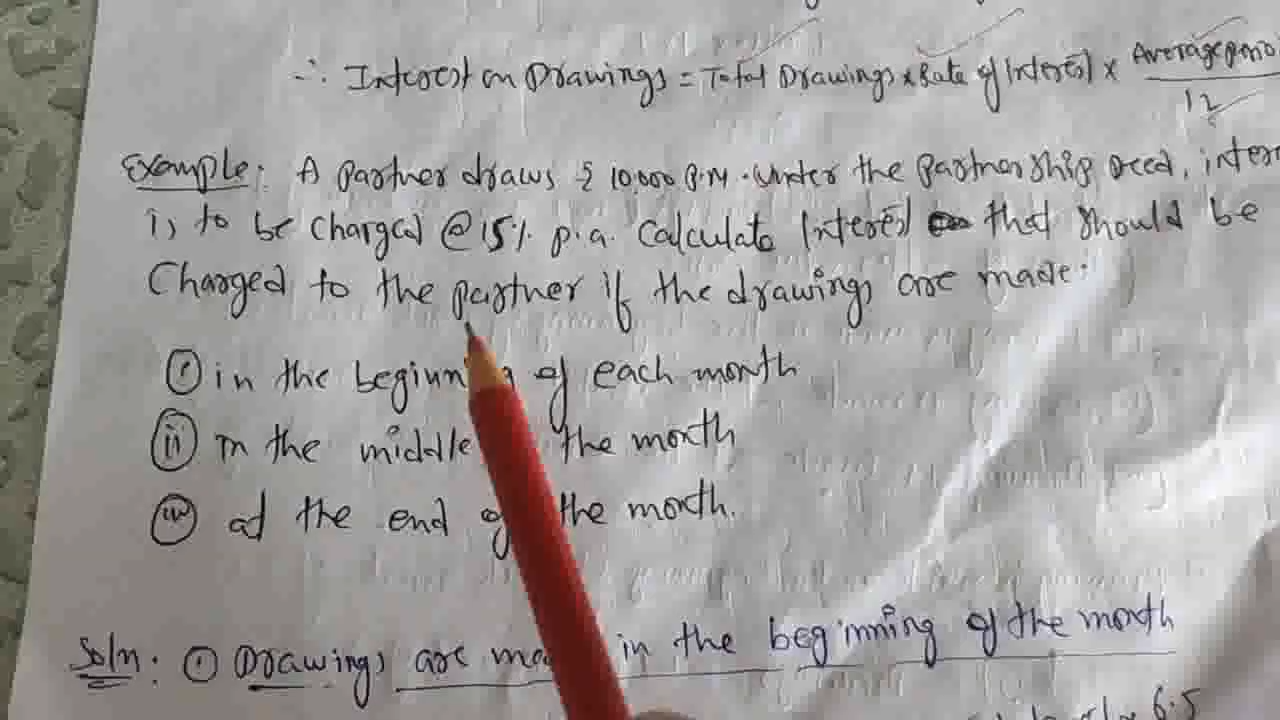 ∴ Interest on Drawings = Total Drawings × Rate of Interest × Average
12
Example: A partner draws ₹ 10,000 P.M. Under the partnership Deed, inter
is to be charged @ 15% p.a. Calculate Interest that should be
Charged to the partner if the drawings are made:
(i) in the of each month
(ii) in the middle the month
(iii) at the end the month.
Soln: (i) Drawings are in the beginning of the month
6.5